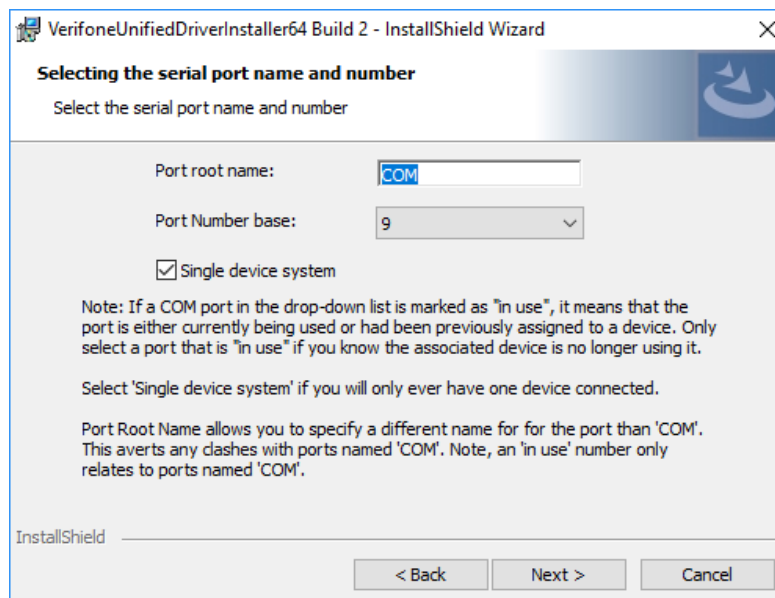 VerifoneUnifiedDriverInstaller64 Build 2 - InstallShield Wizard
Selecting the serial port name and number
Select the serial port name and number
Port root name:
COM
Port Number base:
9
Single device system
Note: If a COM port in the drop-down list is marked as "in use", it means that the
port is either currently being used or had been previously assigned to a device. Only
select a port that is "in use" if you know the associated device is no longer using it.
Select 'Single device system' if you will only ever have one device connected.
Port Root Name allows you to specify a different name for for the port than 'COM'.
This averts any clashes with ports named 'COM'. Note, an 'in use' number only
relates to ports named 'COM'.
InstallShield
< Back
Next >
Cancel